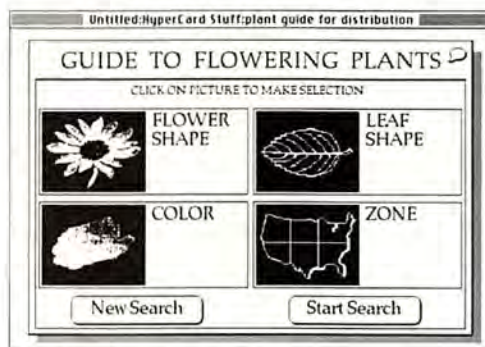 Untitled:HyperCard Stuff:plant guide for distribution
GUIDE TO FLOWERING PLANTS
CLICK ON PICTURE TO MAKE SELECTION
FLOWER
SHAPE
LEAF
SHAPE
COLOR
ZONE
New Search
Start Search